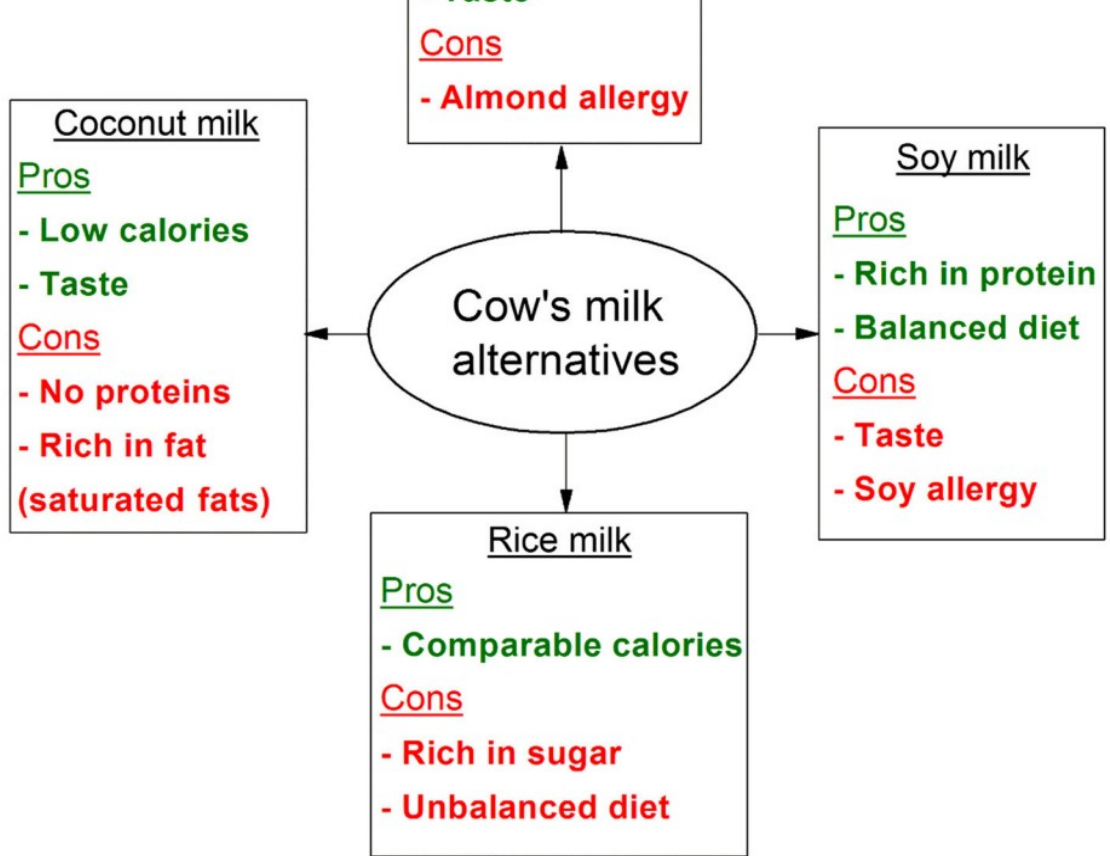 Cons
- Almond allergy
Coconut milk
Pros
- Low calories
- Taste
Cons
- No proteins
- Rich in fat
(saturated fats)
Cow's milk
alternatives
Soy milk
Pros
- Rich in protein
- Balanced diet
Cons
- Taste
- Soy allergy
Rice milk
Pros
- Comparable calories
Cons
- Rich in sugar
- Unbalanced diet